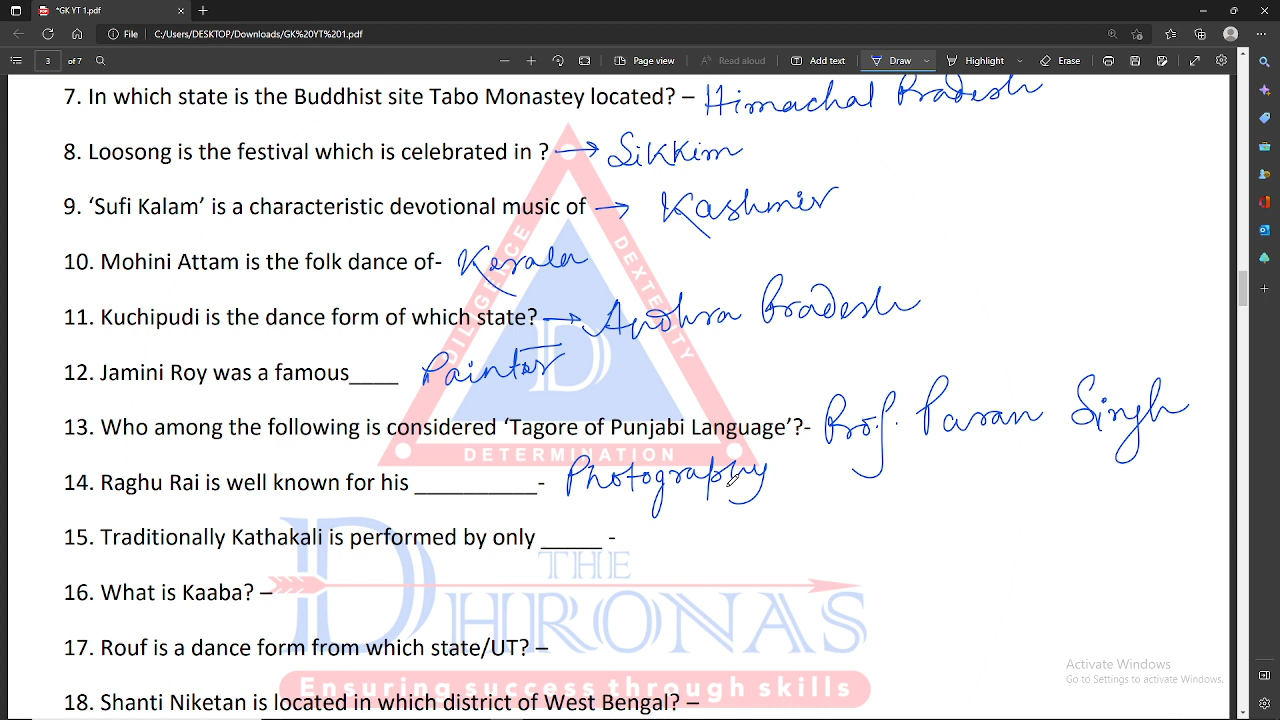 *GK YT 1.pdf
File C:/Users/DESKTOP/Downloads/GK%20YT%201.pdf
3 of 7 Page view Read aloud Add text Draw Highlight Erase
7. In which state is the Buddhist site Tabo Monastey located? – Himachal Pradesh
8. Loosong is the festival which is celebrated in ? → Sikkim
9. ‘Sufi Kalam’ is a characteristic devotional music of → Kashmir
10. Mohini Attam is the folk dance of- Kerala
11. Kuchipudi is the dance form of which state? → Andhra Pradesh
12. Jamini Roy was a famous____ Painter
13. Who among the following is considered ‘Tagore of Punjabi Language’?- Prof. Puran Singh
14. Raghu Rai is well known for his __________- Photography
15. Traditionally Kathakali is performed by only _____ -
16. What is Kaaba? –
17. Rouf is a dance form from which state/UT? –
18. Shanti Niketan is located in which district of West Bengal? –
DILIGENCE
DEXTERITY
D
DETERMINATION
THE
DHRONAS
Ensuring success through skills
Activate Windows
Go to Settings to activate Windows.